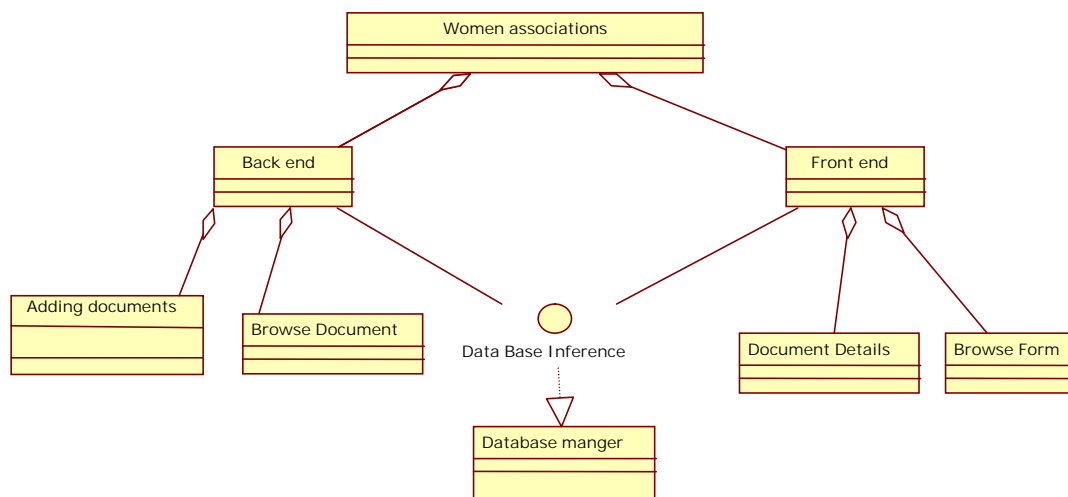 Women associations
Back end
Front end
Adding documents
Browse Document
Data Base Inference
Document Details
Browse Form
Database manger